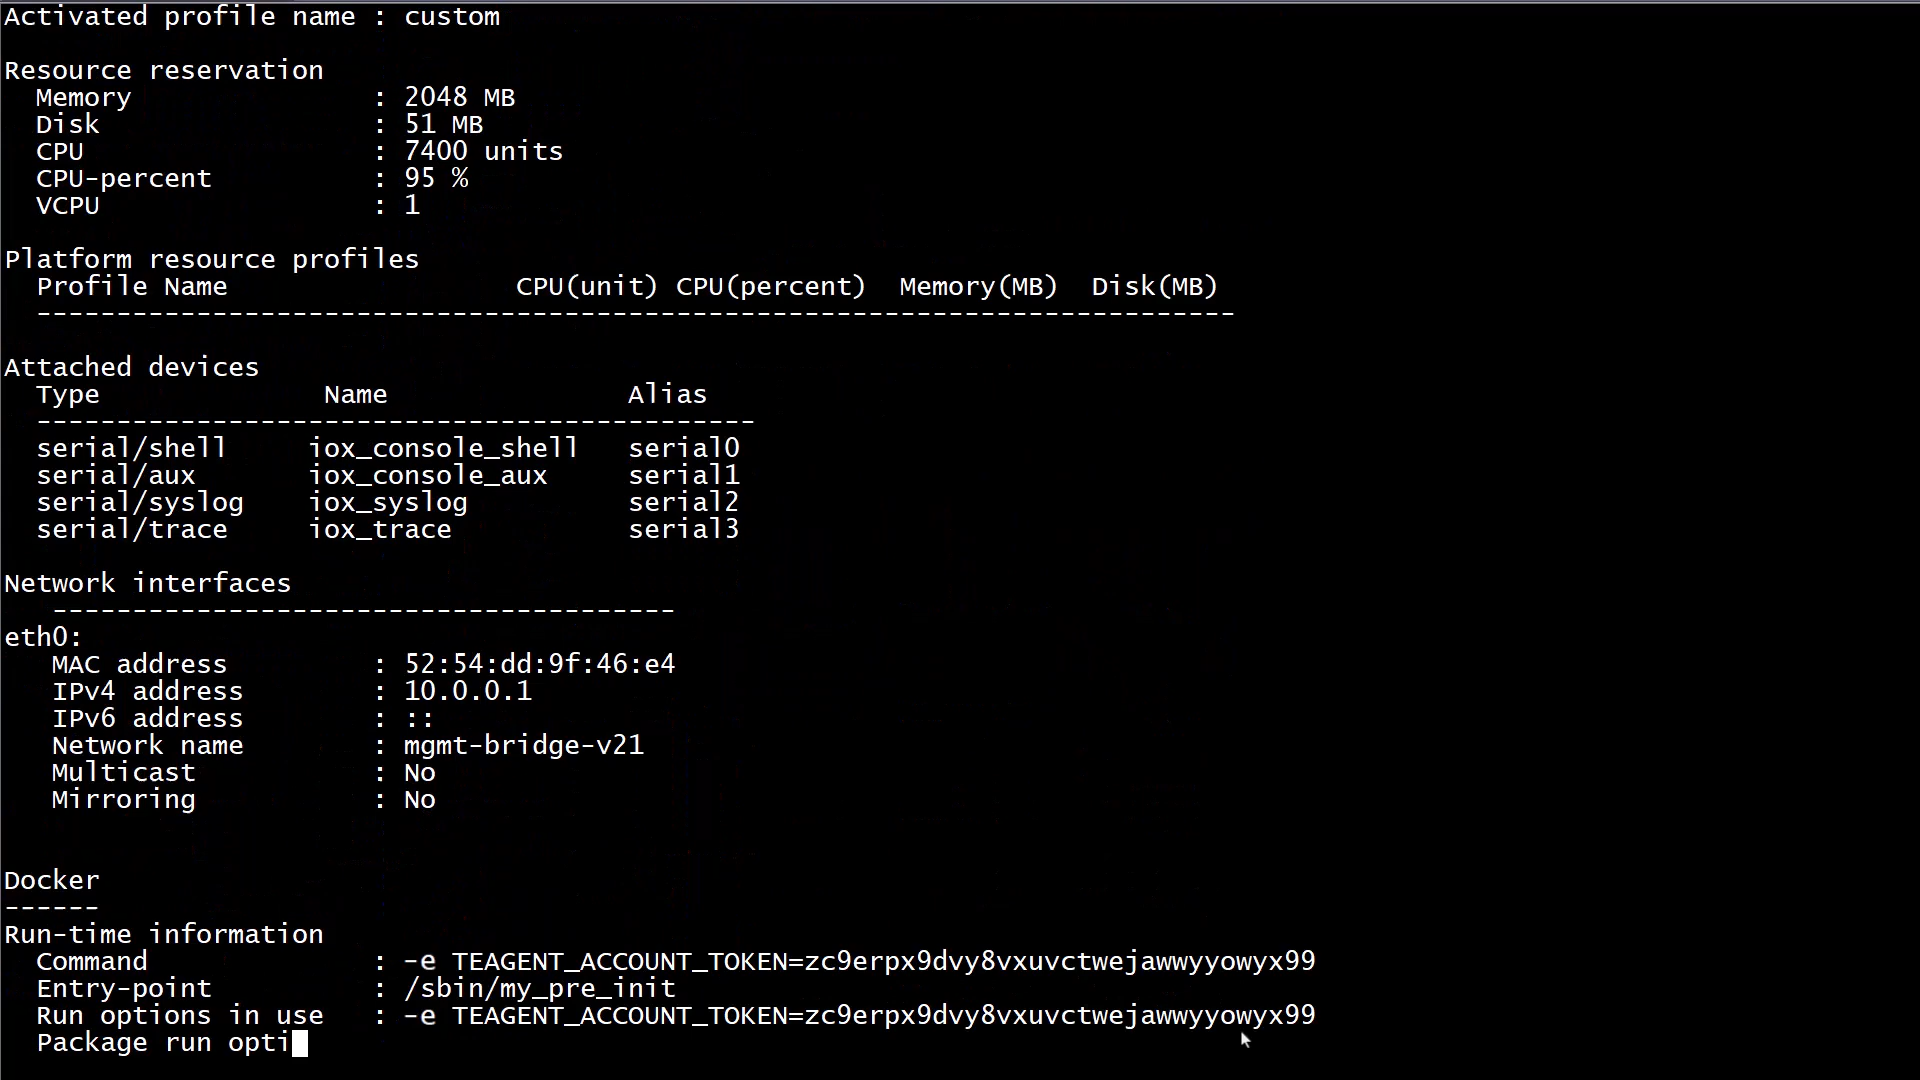 Activated profile name : custom
Resource reservation
Memory : 2048 MB
Disk : 51 MB
CPU : 7400 units
CPU-percent : 95 %
VCPU : 1
Platform resource profiles
Profile Name CPU(unit) CPU(percent) Memory(MB) Disk(MB)
---------------------------------------------------------------------------
Attached devices
Type Name Alias
---------------------------------------------
serial/shell iox_console_shell serial0
serial/aux iox_console_aux serial1
serial/syslog iox_syslog serial2
serial/trace iox_trace serial3
Network interfaces
---------------------------------------
eth0:
MAC address : 52:54:dd:9f:46:e4
IPv4 address : 10.0.0.1
IPv6 address : ::
Network name : mgmt-bridge-v21
Multicast : No
Mirroring : No
Docker
------
Run-time information
Command : -e TEAGENT_ACCOUNT_TOKEN=zc9erpx9dvy8vxuvctwejawwyyowyx99
Entry-point : /sbin/my_pre_init
Run options in use : -e TEAGENT_ACCOUNT_TOKEN=zc9erpx9dvy8vxuvctwejawwyyowyx99
Package run opti